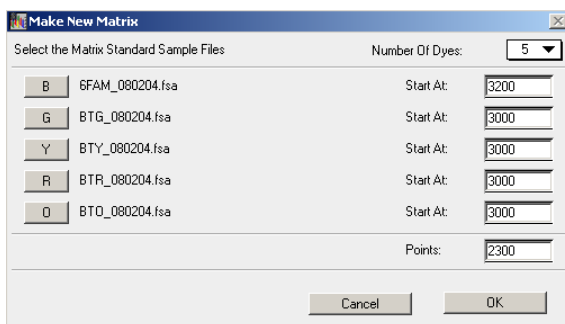 Make New Matrix
Select the Matrix Standard Sample Files Number Of Dyes: 5
B 6FAM_080204.fsa Start At: 3200
G BTG_080204.fsa Start At: 3000
Y BTY_080204.fsa Start At: 3000
R BTR_080204.fsa Start At: 3000
O BTO_080204.fsa Start At: 3000
Points: 2300
Cancel OK